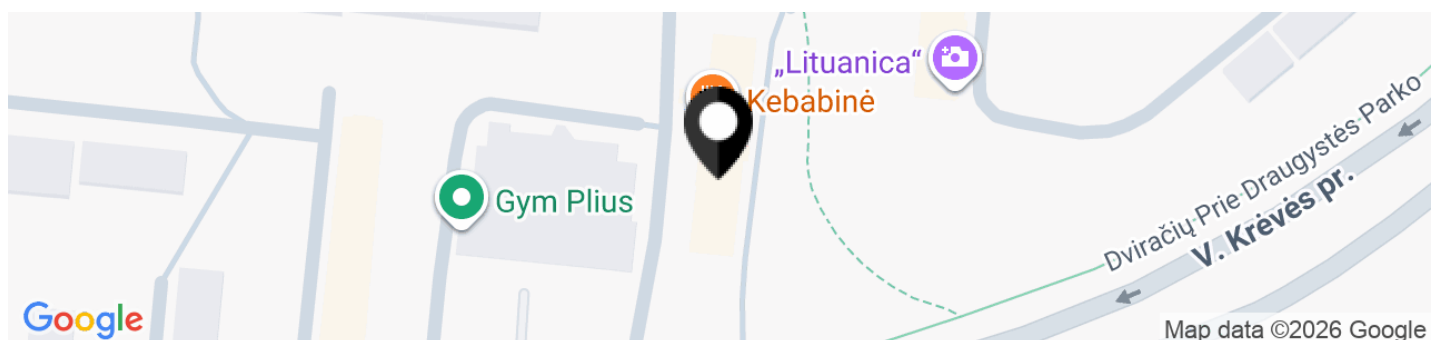 „Lituanica“
Kebabinė
Gym Plius
Dviračių Prie Draugystės Parko
V. Krėvės pr.
Google
Map data ©2026 Google